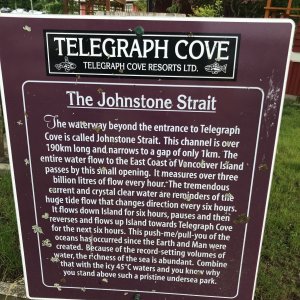 TELEGRAPH COVE
TELEGRAPH COVE RESORTS LTD.
The Johnstone Strait
The waterway beyond the entrance to Telegraph
Cove is called Johnstone Strait. This channel is over
190km long and narrows to a gap of only 1km. The
entire water flow to the East Coast of Vancouver Island
passes by this small opening. It measures over three
billion litres of flow every hour. The tremendous
current and crystal clear water are reminders of the
huge tide flow that changes direction every six hours.
It flows down Island for six hours, pauses and then
reverses and flows up Island towards Telegraph Cove
for the next six hours. This push-me/pull-you of the
oceans has occurred since the Earth and Man were
created. Because of the record-setting volumes of
water, the richness of the sea is abundant. Combine
that with the icy 45°C waters and you know why
you stand above such a pristine undersea park.